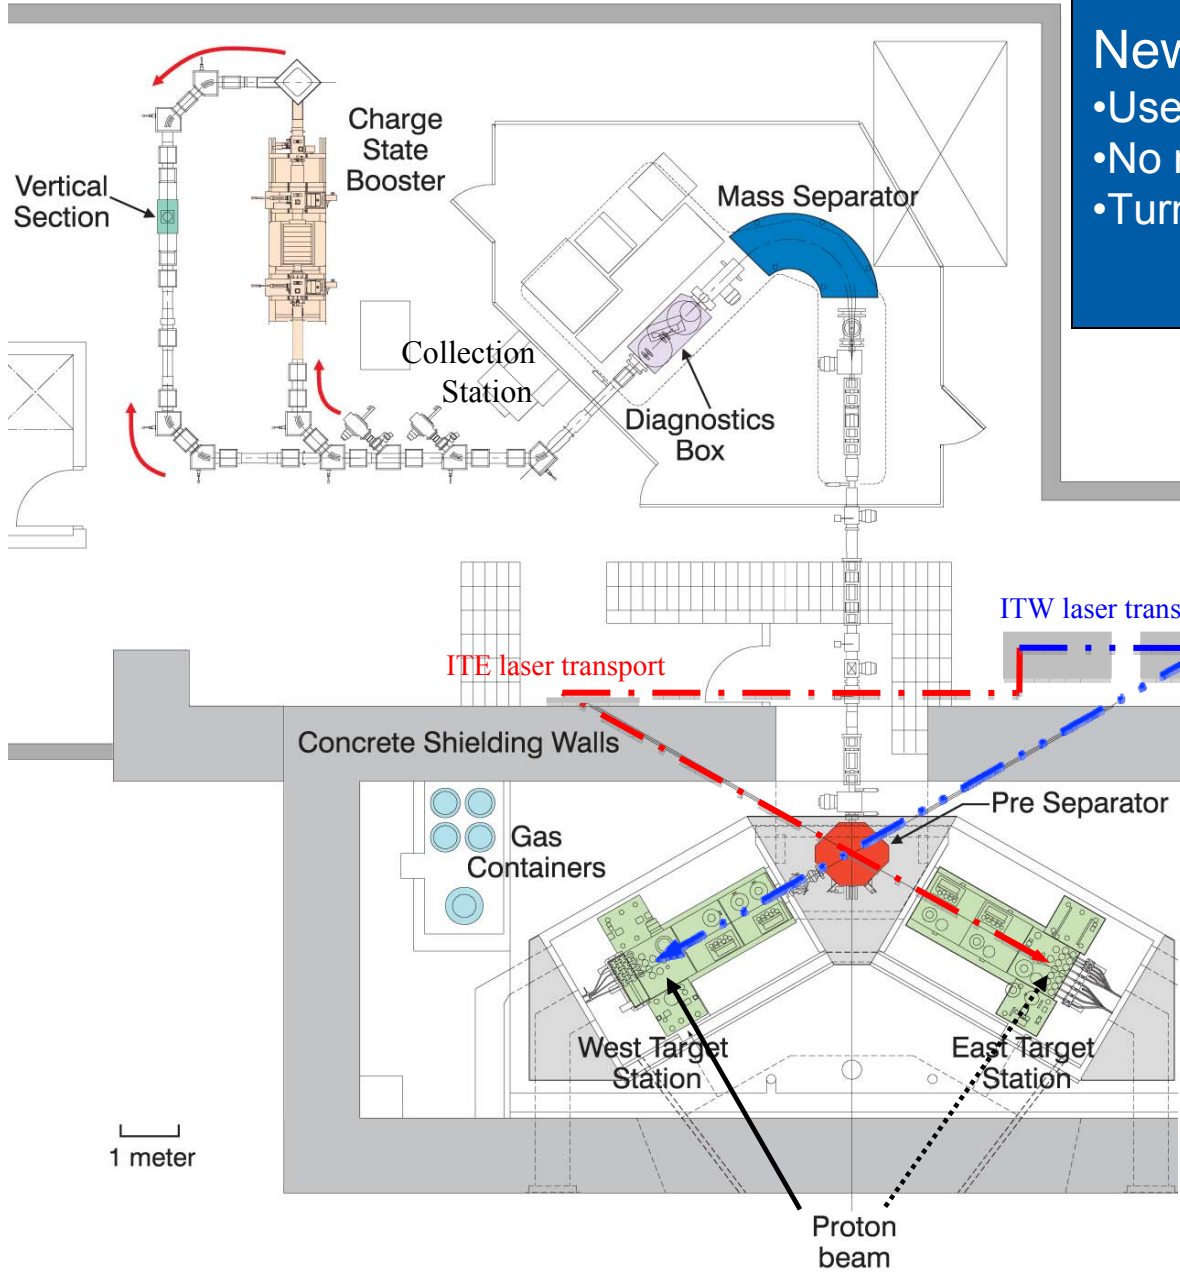 New
•Use
•No
•Turn
Charge
State
Booster
Vertical
Section
Mass Separator
Collection
Station
Diagnostics
Box
ITW laser trans
ITE laser transport
Concrete Shielding Walls
Pre Separator
Gas
Containers
West Target
Station
East Target
Station
1 meter
Proton
beam